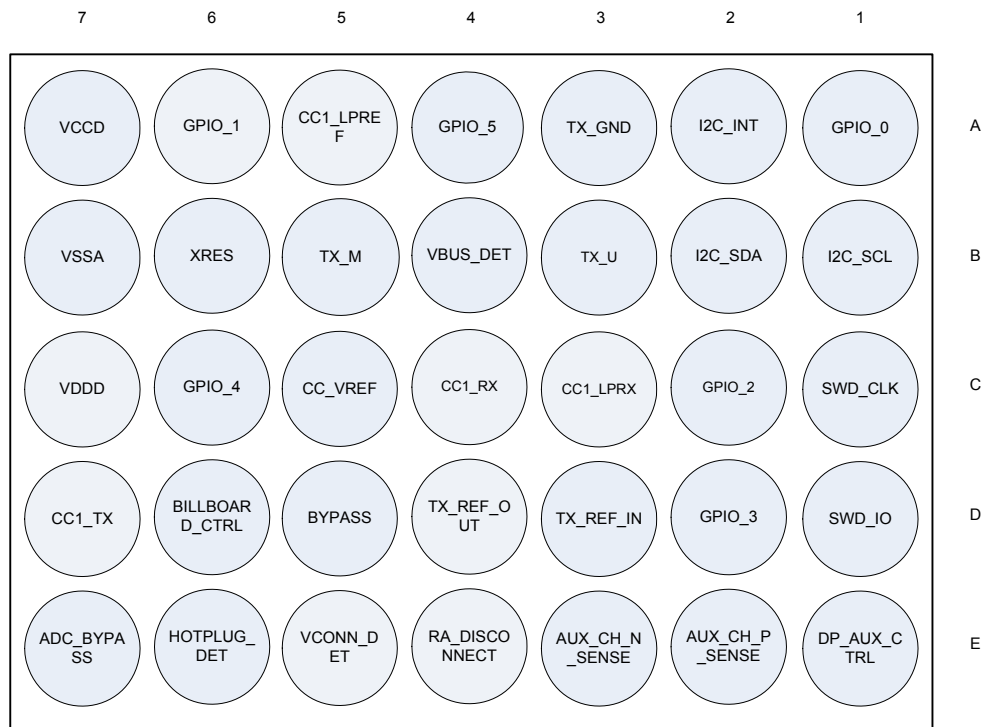 7 6 5 4 3 2 1
VCCD GPIO_1 CC1_LPRE
F GPIO_5 TX_GND I2C_INT GPIO_0 A
VSSA XRES TX_M VBUS_DET TX_U I2C_SDA I2C_SCL B
VDDD GPIO_4 CC_VREF CC1_RX CC1_LPRX GPIO_2 SWD_CLK C
CC1_TX BILLBOAR
D_CTRL BYPASS TX_REF_O
UT TX_REF_IN GPIO_3 SWD_IO D
ADC_BYPA
SS HOTPLUG_
DET VCONN_D
ET RA_DISCO
NNECT AUX_CH_N
_SENSE AUX_CH_P
_SENSE DP_AUX_C
TRL E